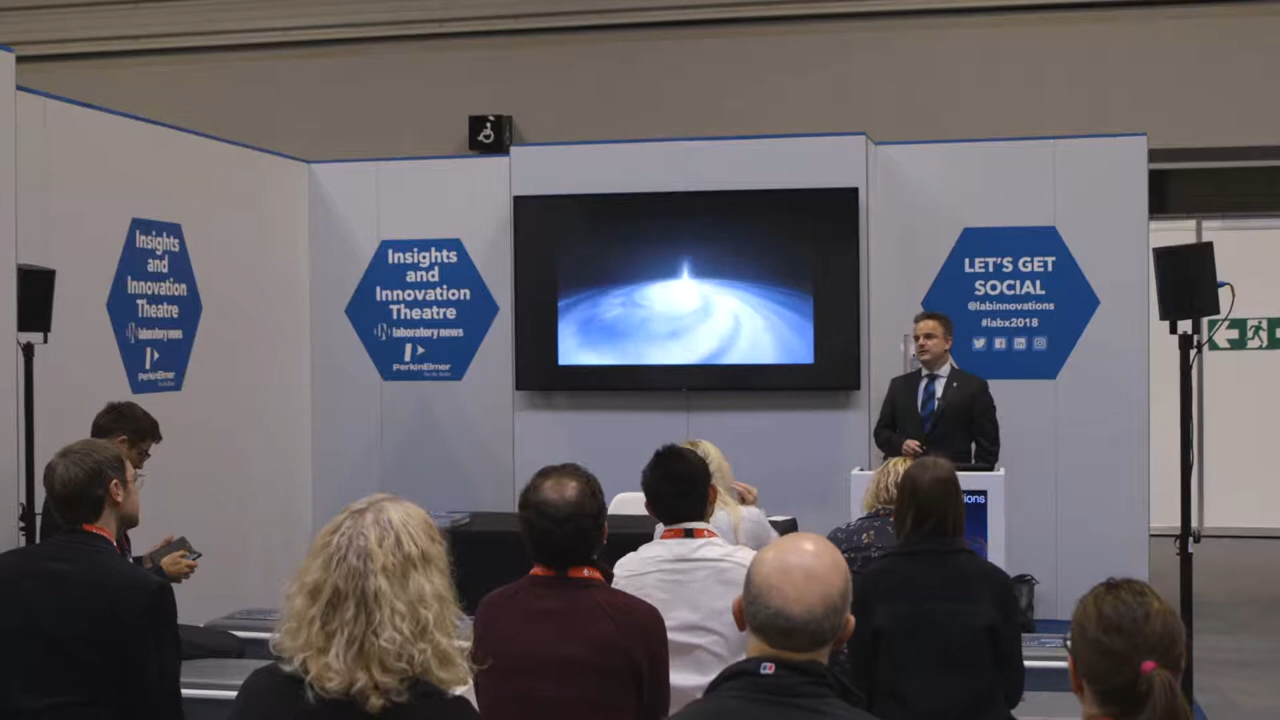 Insights
and
Innovation
Theatre
laboratory news
PerkinElmer
Insights
and
Innovation
Theatre
laboratory news
PerkinElmer
LET'S GET
SOCIAL
@labinnovations
#labx2018
ions